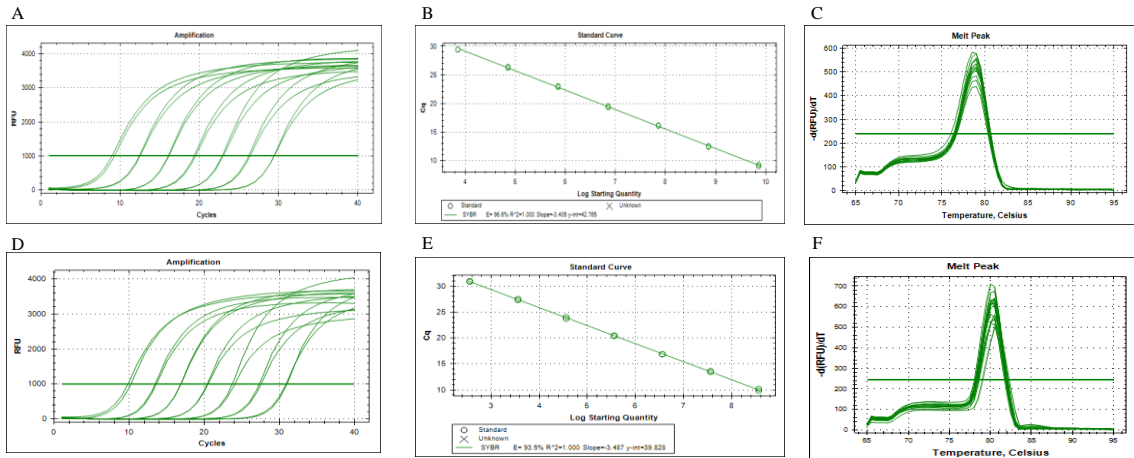 A
Amplification
RFU
4000
3000
2000
1000
0
0
10
20
30
40
Cycles
B
Standard Curve
Cq
30
25
20
15
10
4
5
6
7
8
9
10
Log Starting Quantity
Standard
Unknown
SYBR E= 96.6% R^2=1.000 Slope=-3.405 y-int=42.765
C
Melt Peak
-d(RFU)/dT
600
500
400
300
200
100
0
65
70
75
80
85
90
95
Temperature, Celsius
D
Amplification
RFU
4000
3000
2000
1000
0
0
10
20
30
40
Cycles
E
Standard Curve
Cq
30
25
20
15
10
3
4
5
6
7
8
Log Starting Quantity
Standard
Unknown
SYBR E= 93.5% R^2=1.000 Slope=-3.487 y-int=39.828
F
Melt Peak
-d(RFU)/dT
700
600
500
400
300
200
100
0
65
70
75
80
85
90
95
Temperature, Celsius